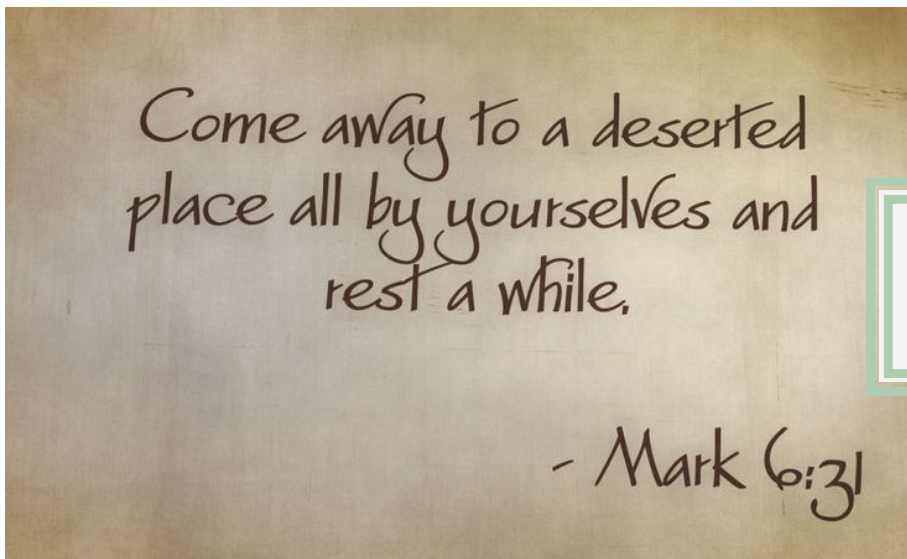 Come away to a deserted
place all by yourselves and
rest a while.
- Mark 6:31